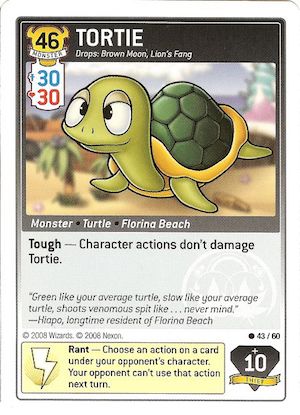 46
MONSTER
TORTIE
Drops: Brown Moon, Lion's Fang
30
30
Monster • Turtle • Florina Beach
Tough — Character actions don't damage
Tortie.
"Green like your average turtle, slow like your average
turtle, shoots venomous spit like . . . never mind."
—Hiapo, longtime resident of Florina Beach
© 2008 Wizards. © 2008 Nexon.
● 43 / 60
Rant — Choose an action on a card
under your opponent's character.
Your opponent can't use that action
next turn.
+
10
THIEF